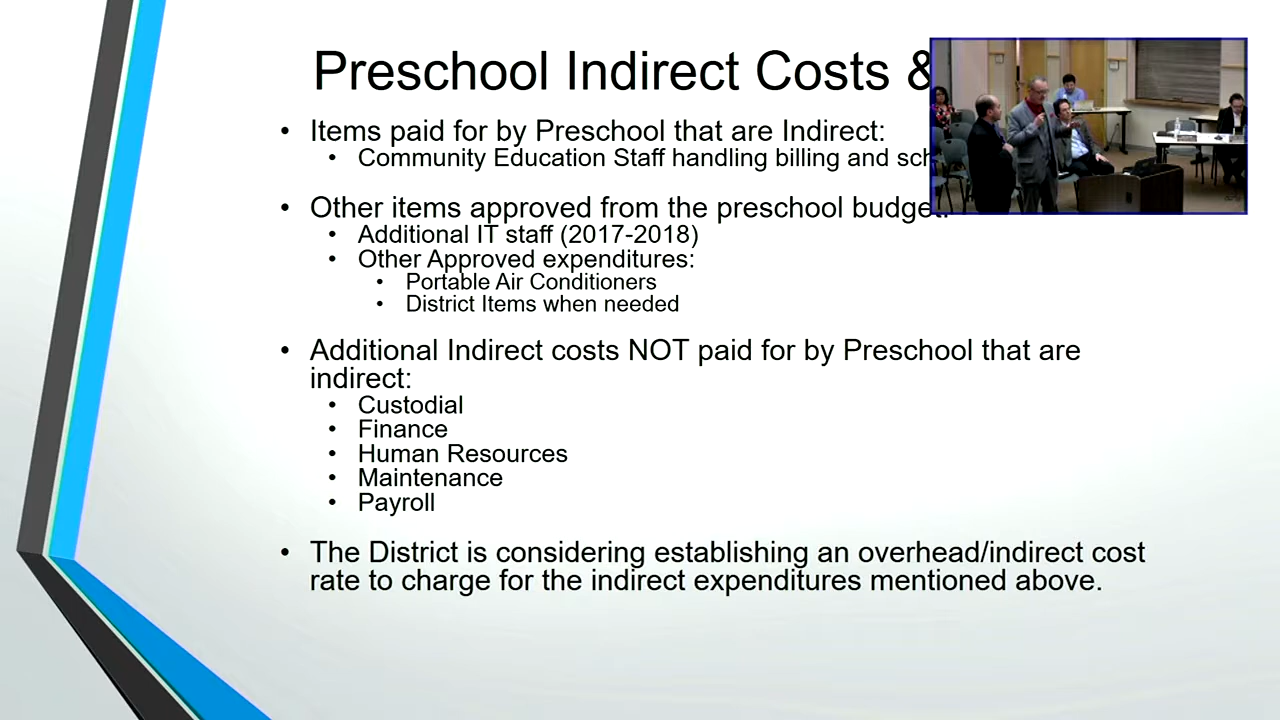 Preschool Indirect Costs &
• Items paid for by Preschool that are Indirect:
• Community Education Staff handling billing and
• Other items approved from the preschool budget:
• Additional IT staff (2017-2018)
• Other Approved expenditures:
• Portable Air Conditioners
• District Items when needed
• Additional Indirect costs NOT paid for by Preschool that are
indirect:
• Custodial
• Finance
• Human Resources
• Maintenance
• Payroll
• The District is considering establishing an overhead/indirect cost
rate to charge for the indirect expenditures mentioned above.